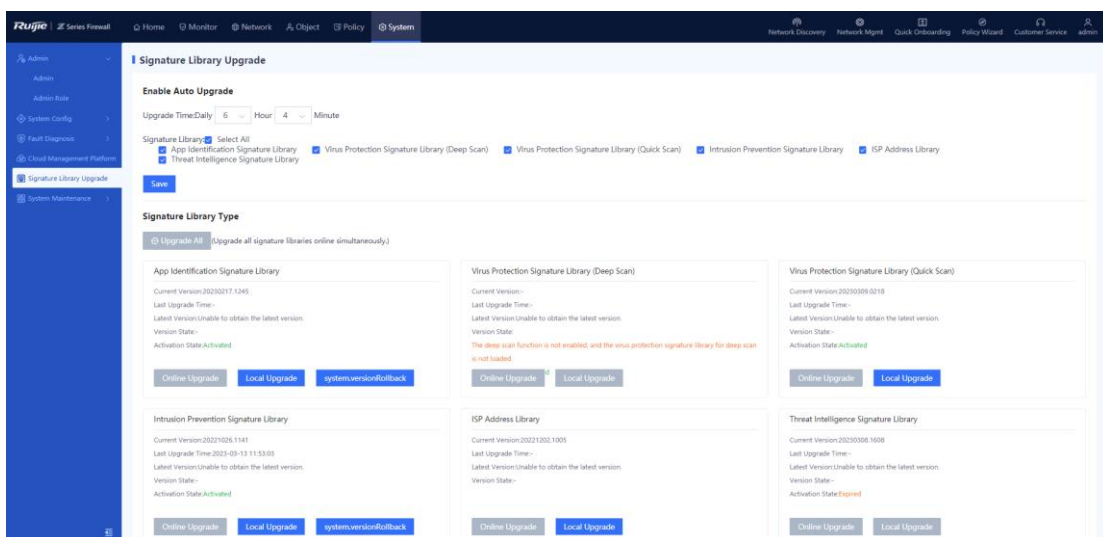 Ruijie | Z Series Firewall
Home Monitor Network Object Policy System
Network Discovery Network Mgmt Quick Onboarding Policy Wizard Customer Service admin
Admin
Admin
Admin Role
System Config
Fault Diagnosis
Cloud Management Platform
Signature Library Upgrade
System Maintenance
Signature Library Upgrade
Enable Auto Upgrade
Upgrade Time:Daily 6 Hour 4 Minute
Signature Library: Select All
App Identification Signature Library Virus Protection Signature Library (Deep Scan) Virus Protection Signature Library (Quick Scan) Intrusion Prevention Signature Library ISP Address Library
Threat Intelligence Signature Library
Save
Signature Library Type
Upgrade All (Upgrade all signature libraries online simultaneously.)
App Identification Signature Library
Current Version:20230217.1245
Last Upgrade Time:-
Latest Version:Unable to obtain the latest version.
Version State:-
Activation State:Activated
Online Upgrade Local Upgrade system.versionRollback
Virus Protection Signature Library (Deep Scan)
Current Version:-
Last Upgrade Time:-
Latest Version:Unable to obtain the latest version.
Version State:
The deep scan function is not enabled, and the virus protection signature library for deep scan
is not loaded.
Online Upgrade Local Upgrade
Virus Protection Signature Library (Quick Scan)
Current Version:20230309.0218
Last Upgrade Time:-
Latest Version:Unable to obtain the latest version.
Version State:-
Activation State:Activated
Online Upgrade Local Upgrade
Intrusion Prevention Signature Library
Current Version:20221026.1141
Last Upgrade Time:2023-03-13 11:53:03
Latest Version:Unable to obtain the latest version.
Version State:-
Activation State:Activated
Online Upgrade Local Upgrade system.versionRollback
ISP Address Library
Current Version:20221202.1005
Last Upgrade Time:-
Latest Version:Unable to obtain the latest version.
Version State:-
Online Upgrade Local Upgrade
Threat Intelligence Signature Library
Current Version:20230308.1608
Last Upgrade Time:-
Latest Version:Unable to obtain the latest version.
Version State:-
Activation State:Expired
Online Upgrade Local Upgrade